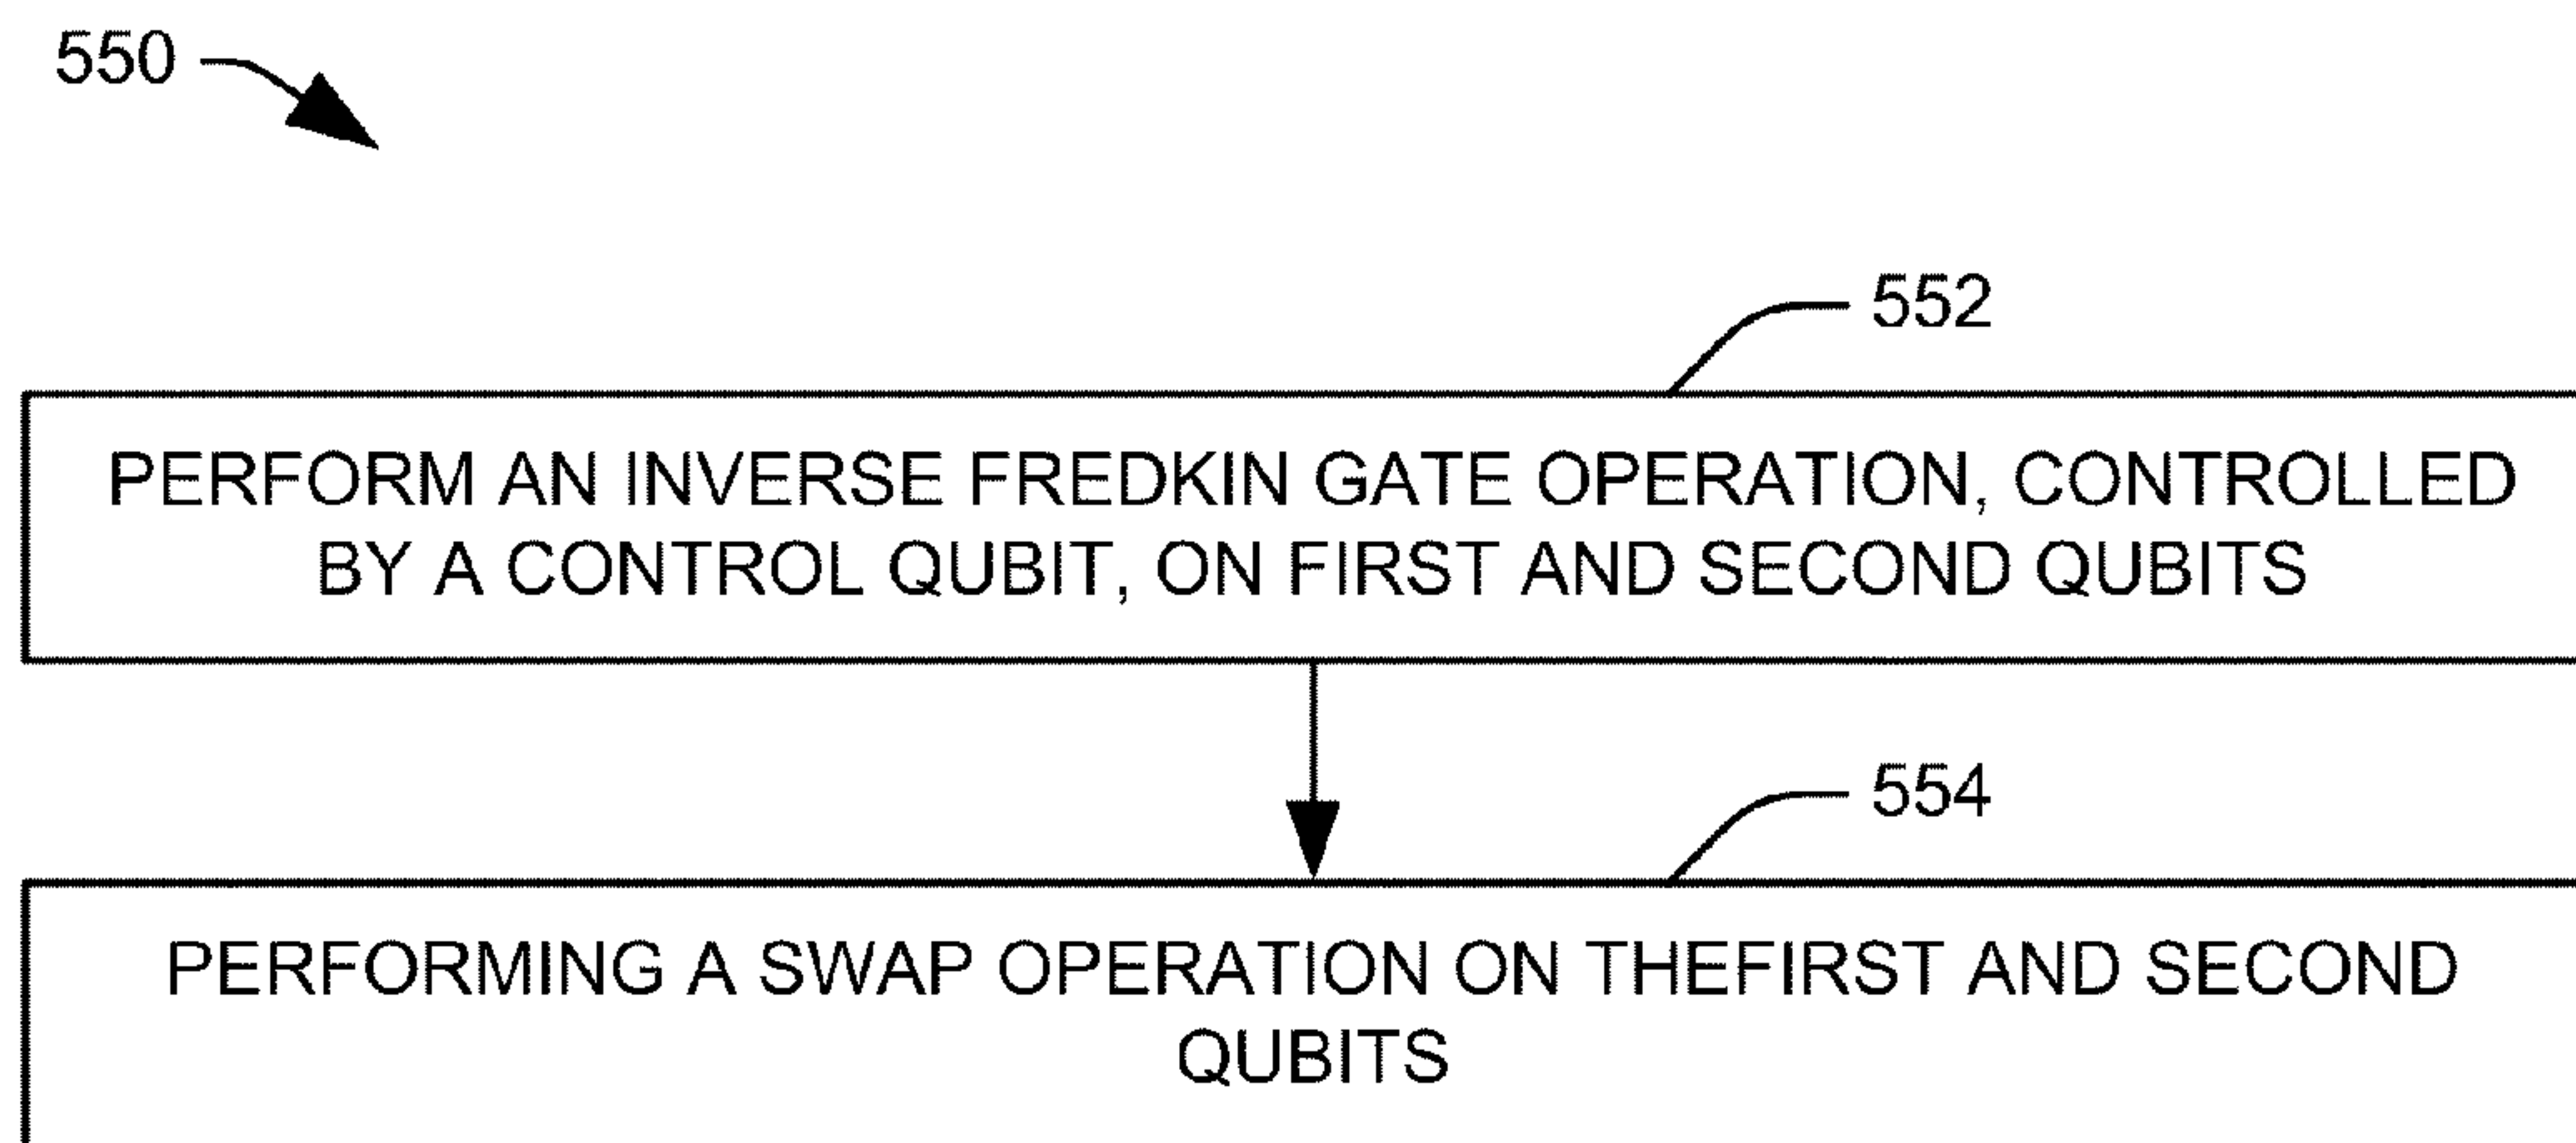 550
552
PERFORM AN INVERSE FREDKIN GATE OPERATION, CONTROLLED
BY A CONTROL QUBIT, ON FIRST AND SECOND QUBITS
554
PERFORMING A SWAP OPERATION ON THEFIRST AND SECOND
QUBITS